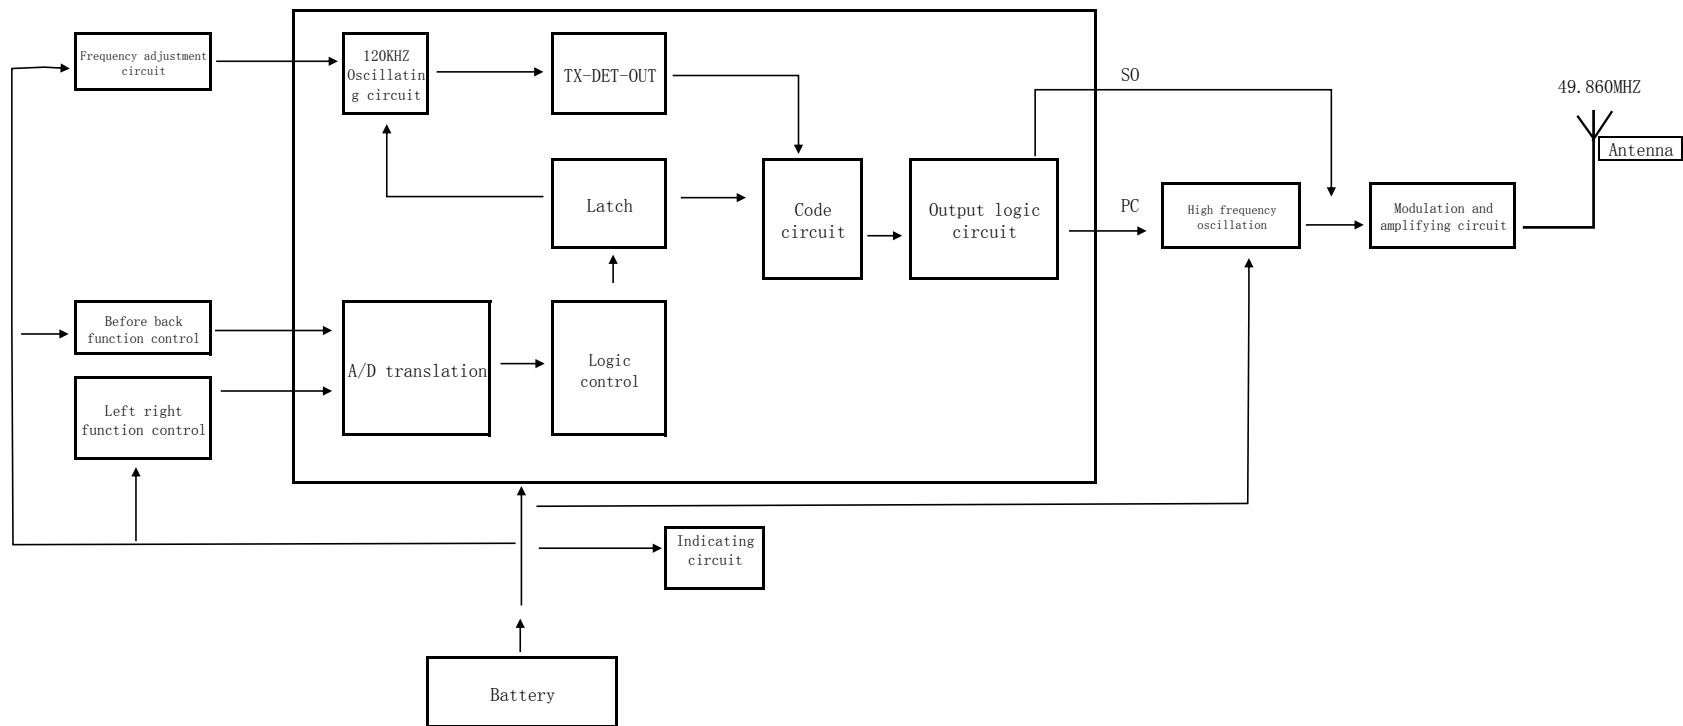 Frequency adjustment
circuit
120KHZ
Oscillatin
g circuit
TX-DET-OUT
SO
49.860MHZ
Antenna
Latch
Code
circuit
Output logic
circuit
PC
High frequency
oscillation
Modulation and
amplifying circuit
Before back
function control
A/D translation
Logic
control
Left right
function control
Indicating
circuit
Battery